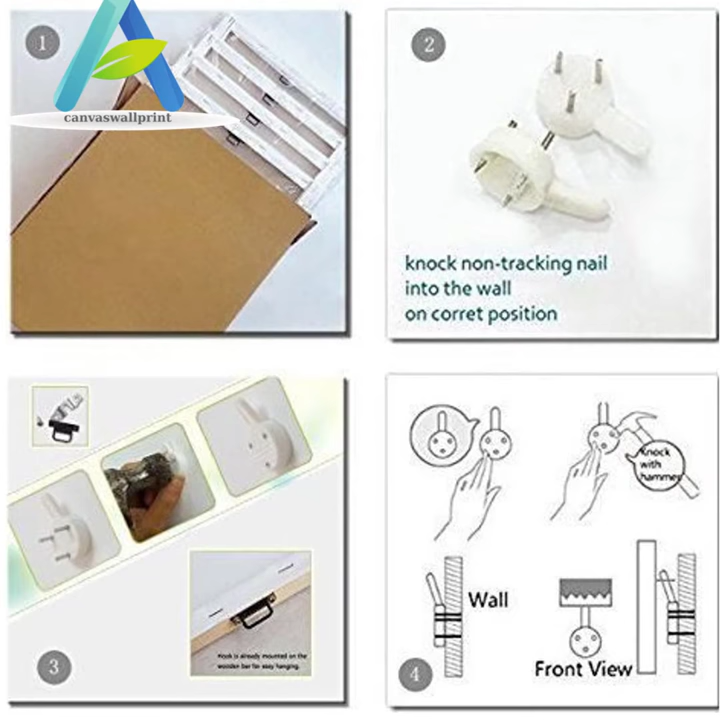 1
canvaswallprint
2
knock non-tracking nail
into the wall
on corret position
3
Hook is already mounted on the
wooden bar for easy hanging.
Knock
with
hammer
Wall
Front View
4